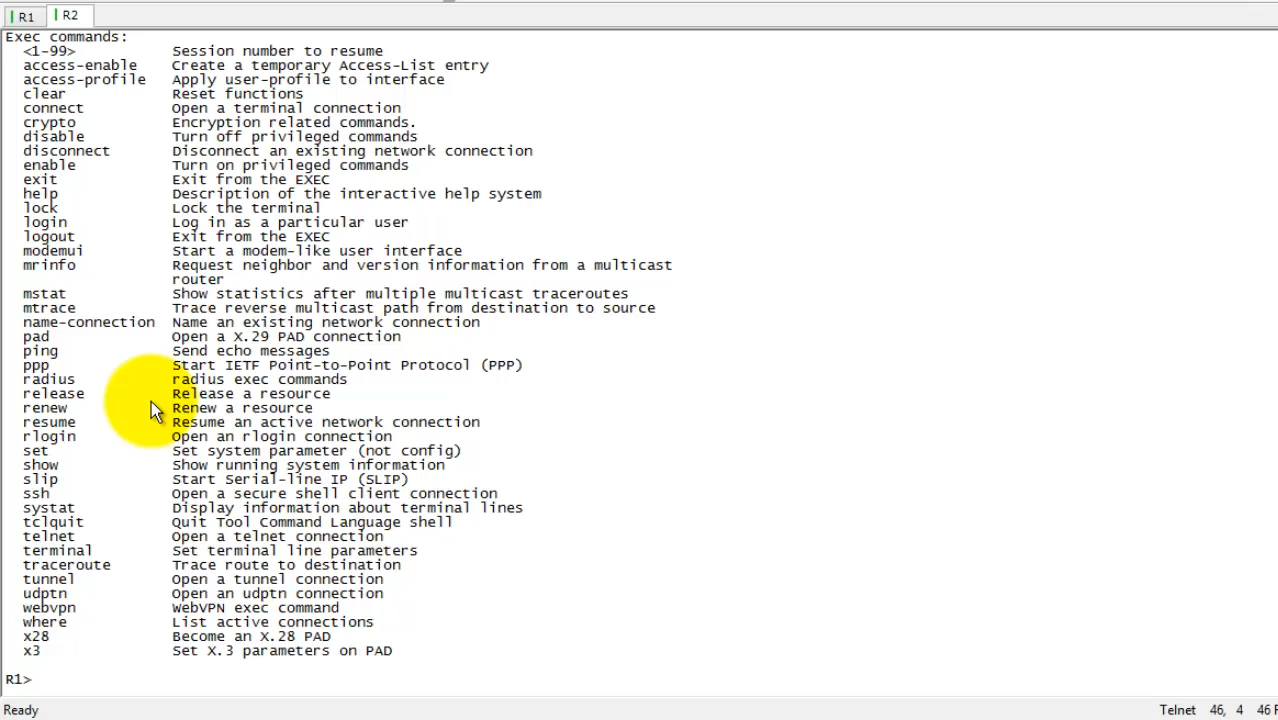 R1 R2
Exec commands:
<1-99> Session number to resume
access-enable Create a temporary Access-List entry
access-profile Apply user-profile to interface
clear Reset functions
connect Open a terminal connection
crypto Encryption related commands.
disable Turn off privileged commands
disconnect Disconnect an existing network connection
enable Turn on privileged commands
exit Exit from the EXEC
help Description of the interactive help system
lock Lock the terminal
login Log in as a particular user
logout Exit from the EXEC
modemui Start a modem-like user interface
mrinfo Request neighbor and version information from a multicast
router
mstat Show statistics after multiple multicast traceroutes
mtrace Trace reverse multicast path from destination to source
name-connection Name an existing network connection
pad Open a X.29 PAD connection
ping Send echo messages
ppp Start IETF Point-to-Point Protocol (PPP)
radius radius exec commands
release Release a resource
renew Renew a resource
resume Resume an active network connection
rlogin Open an rlogin connection
set Set system parameter (not config)
show Show running system information
slip Start Serial-line IP (SLIP)
ssh Open a secure shell client connection
systat Display information about terminal lines
tclquit Quit Tool Command Language shell
telnet Open a telnet connection
terminal Set terminal line parameters
traceroute Trace route to destination
tunnel Open a tunnel connection
udptn Open an udptn connection
webvpn WebVPN exec command
where List active connections
x28 Become an X.28 PAD
x3 Set X.3 parameters on PAD
R1>
Ready Telnet 46, 4 46 R